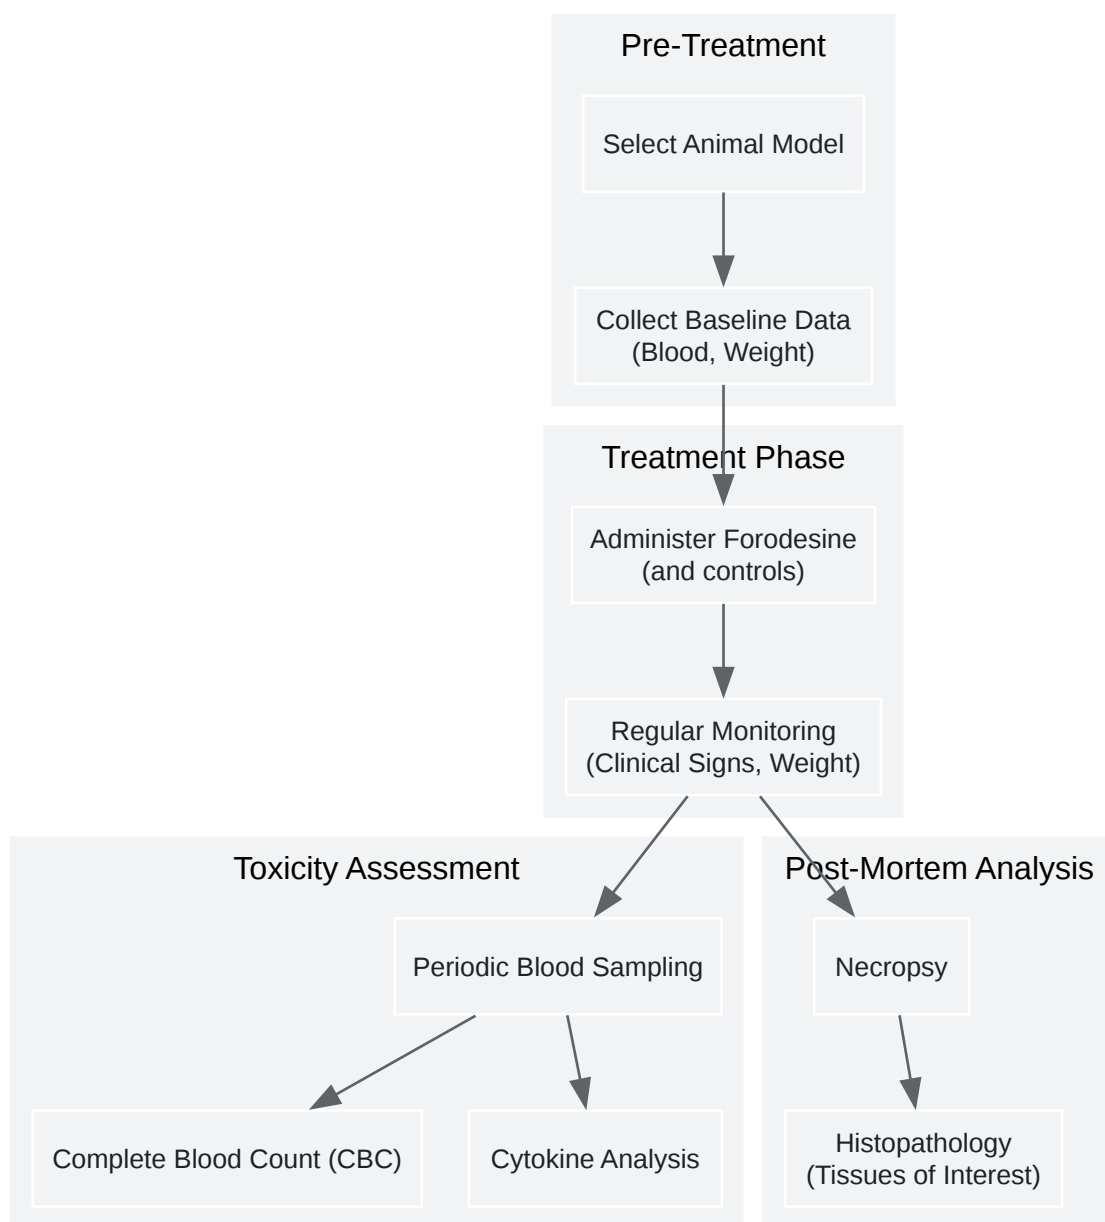 Pre-Treatment
Select Animal Model
Collect Baseline Data
(Blood, Weight)
Treatment Phase
Administer Forodesine
(and controls)
Regular Monitoring
(Clinical Signs, Weight)
Toxicity Assessment
Periodic Blood Sampling
Complete Blood Count (CBC)
Cytokine Analysis
Post-Mortem Analysis
Necropsy
Histopathology
(Tissues of Interest)